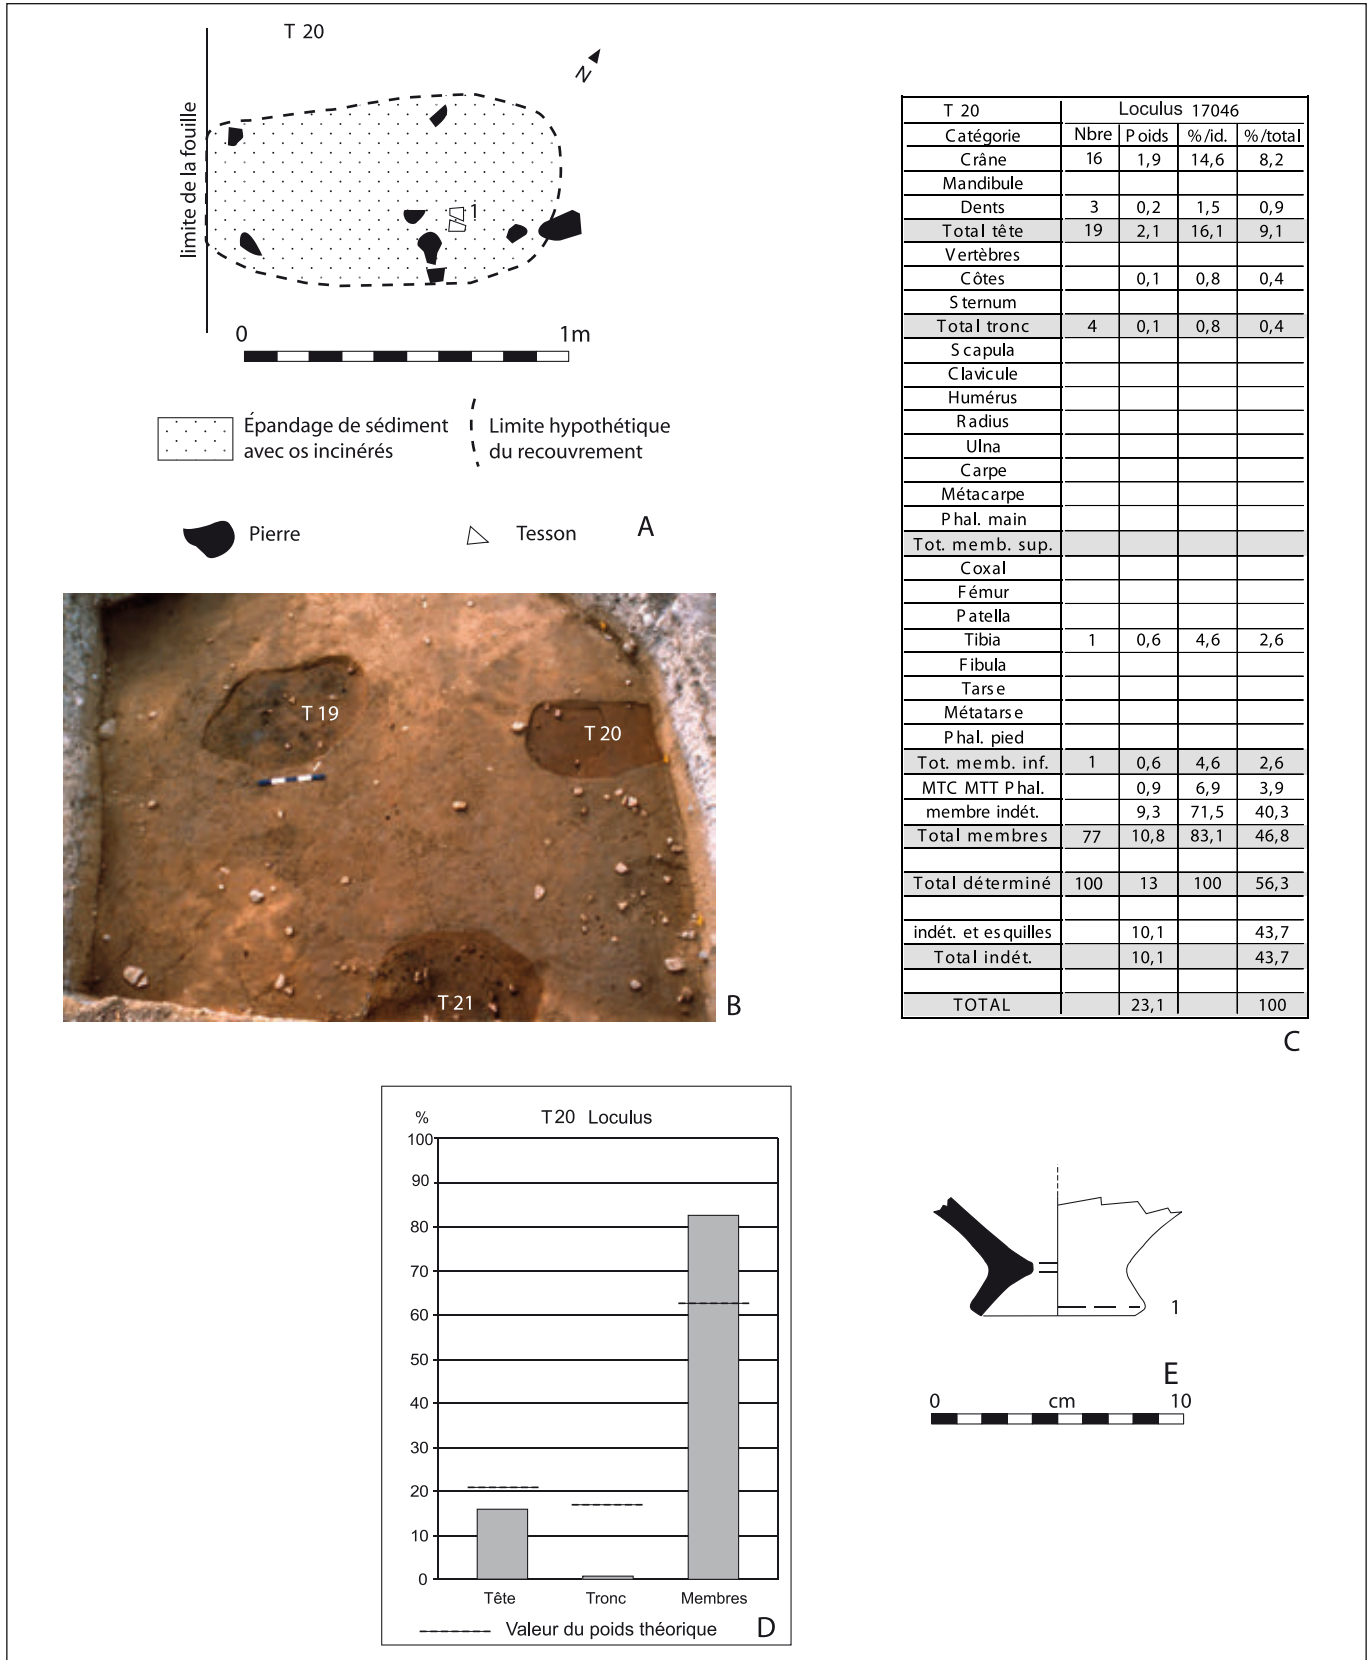 T 20
N
limite de la fouille
1
0 1m
Épandage de sédiment
avec os incinérés
Limite hypothétique
du recouvrement
Pierre
Tesson
A
T 19
T 20
T 21
B
T 20 Loculus 17046
Catégorie Nbre Poids %/id. %/total
Crâne 16 1,9 14,6 8,2
Mandibule
Dents 3 0,2 1,5 0,9
Total tête 19 2,1 16,1 9,1
Vertèbres
Côtes 0,1 0,8 0,4
Sternum
Total tronc 4 0,1 0,8 0,4
Scapula
Clavicule
Humérus
Radius
Ulna
Carpe
Métacarpe
Phal. main
Tot. memb. sup.
Coxal
Fémur
Patella
Tibia 1 0,6 4,6 2,6
Fibula
Tarse
Métatarse
Phal. pied
Tot. memb. inf. 1 0,6 4,6 2,6
MTC MTT Phal. 0,9 6,9 3,9
membre indét. 9,3 71,5 40,3
Total membres 77 10,8 83,1 46,8
Total déterminé 100 13 100 56,3
indét. et esquilles 10,1 43,7
Total indét. 10,1 43,7
TOTAL 23,1 100
C
% T20 Loculus
100
90
80
70
60
50
40
30
20
10
0
Tête Tronc Membres
Valeur du poids théorique
D
1
E
0 cm 10